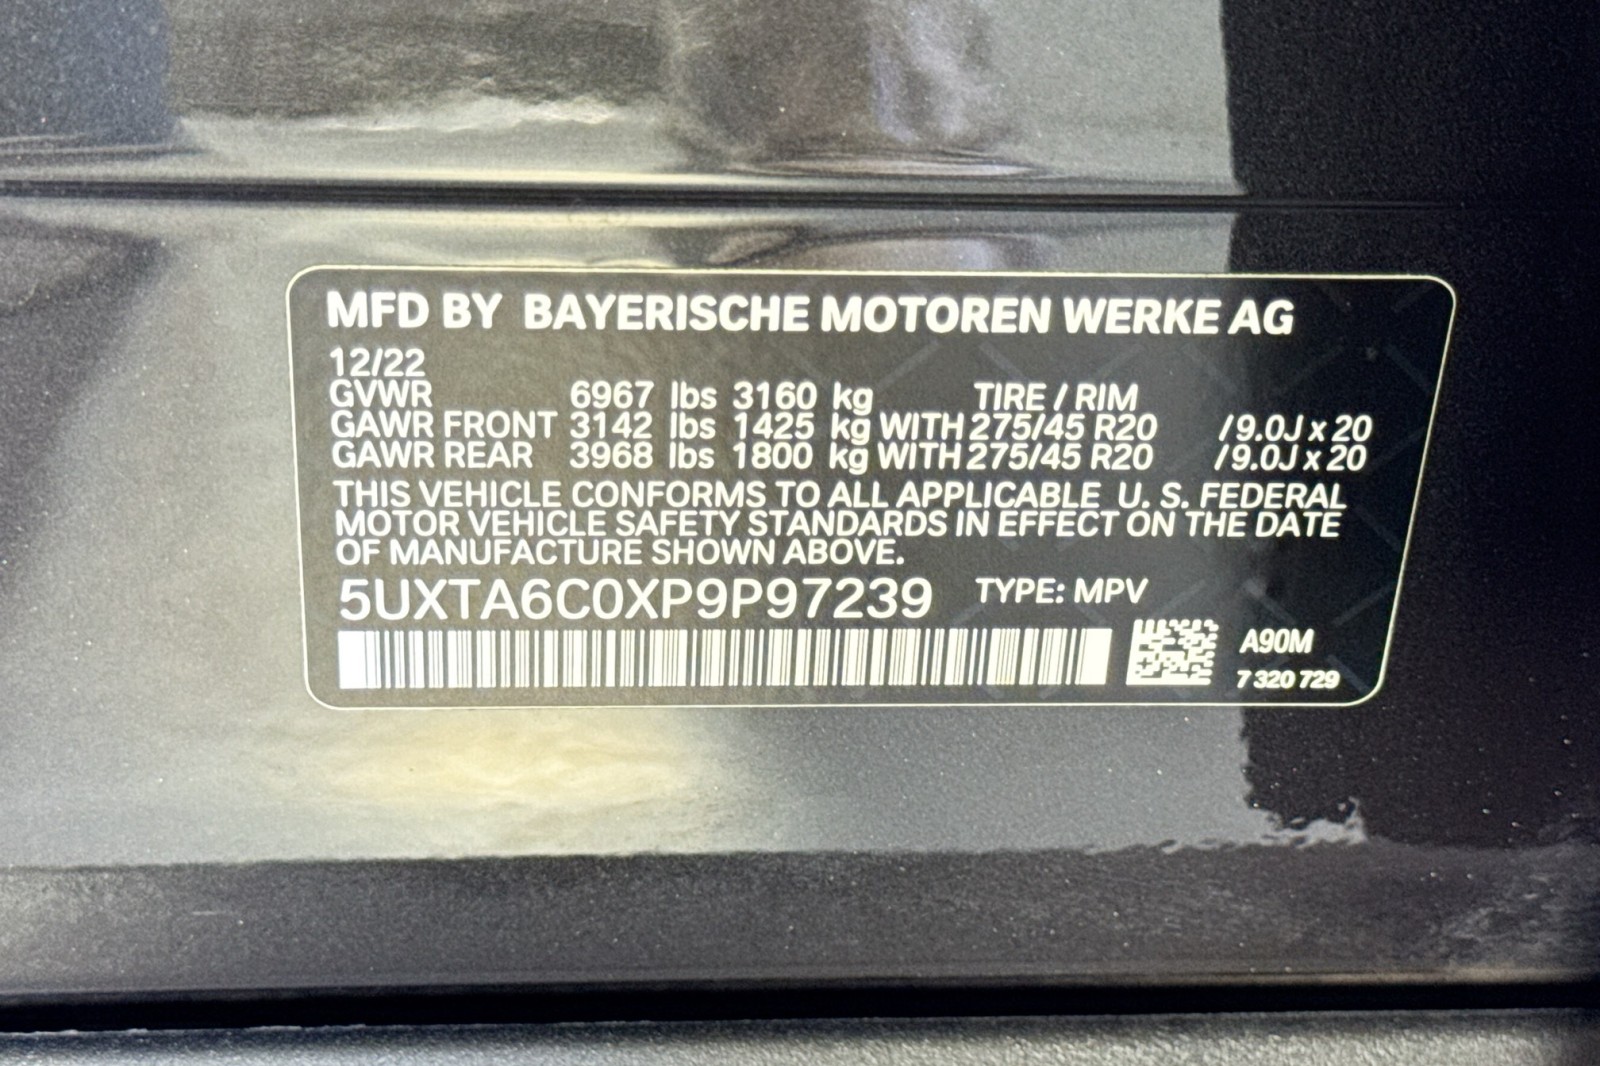 MFD BY BAYERISCHE MOTOREN WERKE AG
12/22
GVWR 6967 lbs 3160 kg TIRE / RIM
GAWR FRONT 3142 lbs 1425 kg WITH 275/45 R20 / 9.0J x 20
GAWR REAR 3968 lbs 1800 kg WITH 275/45 R20 / 9.0J x 20
THIS VEHICLE CONFORMS TO ALL APPLICABLE U. S. FEDERAL
MOTOR VEHICLE SAFETY STANDARDS IN EFFECT ON THE DATE
OF MANUFACTURE SHOWN ABOVE.
5UXTA6C0XP9P97239 TYPE: MPV
A90M
7 320 729